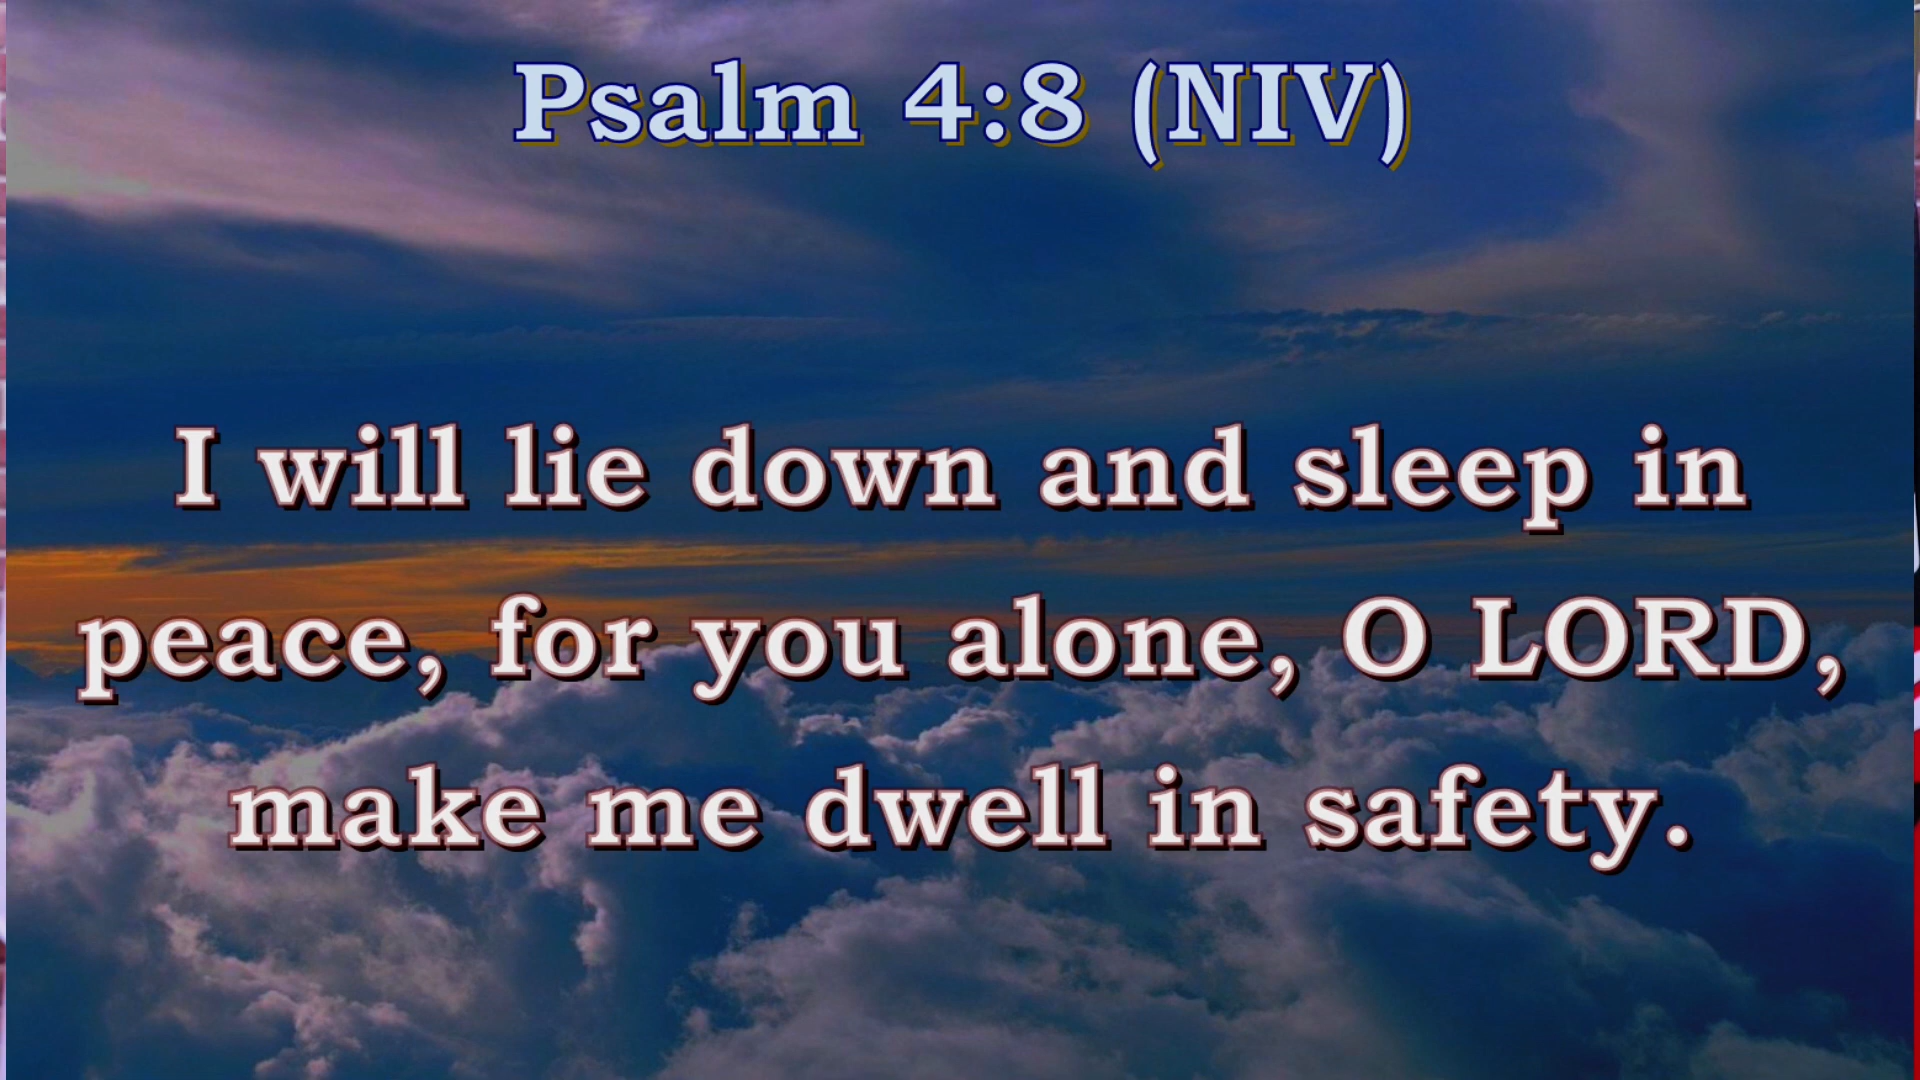 Psalm 4:8 (NIV)
I will lie down and sleep in
peace, for you alone, O LORD,
make me dwell in safety.